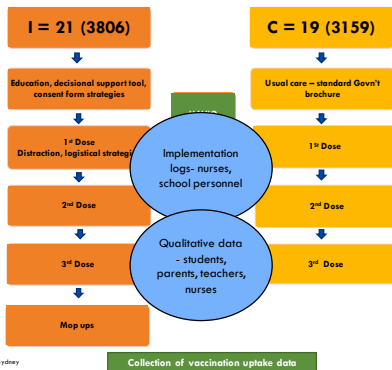 I = 21 (3806)
C = 19 (3159)
Education, decisional support tool,
consent form strategies
Usual care – standard Govn't
brochure
1st Dose
Distraction, logistical strategi
1St Dose
Implementation
logs- nurses,
school personnel
2nd Dose
2nd Dose
Qualitative data
- students,
parents, teachers,
nurses
3rd Dose
3rd Dose
Mop ups
ydney
Collection of vaccination uptake data